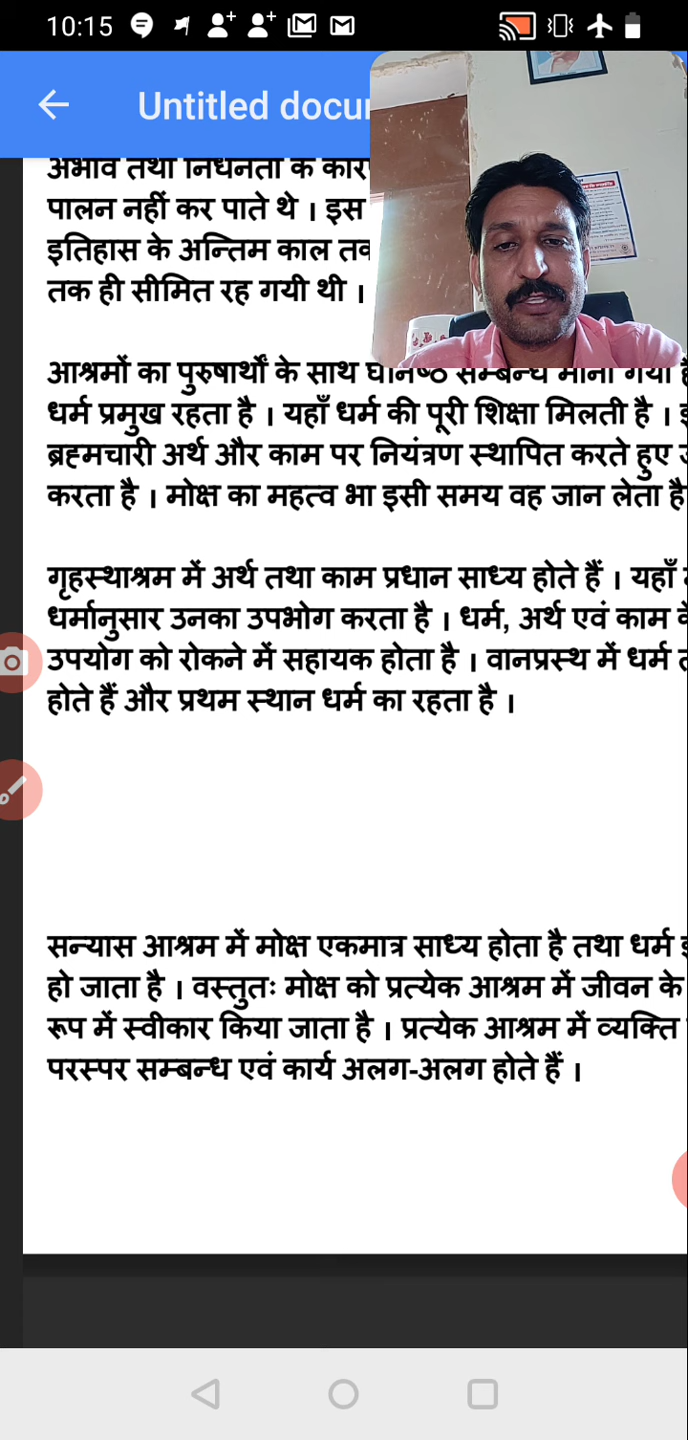 10:15
Untitled docu
अभाव तथा निर्धनता के कार
पालन नहीं कर पाते थे । इस
इतिहास के अन्तिम काल तक
तक ही सीमित रह गयी थी ।
आश्रमों का पुरुषार्थों के साथ घनिष्ठ सम्बन्ध माना गया है
धर्म प्रमुख रहता है । यहाँ धर्म की पूरी शिक्षा मिलती है ।
ब्रह्मचारी अर्थ और काम पर नियंत्रण स्थापित करते हुए
करता है । मोक्ष का महत्व भा इसी समय वह जान लेता है
गृहस्थाश्रम में अर्थ तथा काम प्रधान साध्य होते हैं । यहाँ
धर्मानुसार उनका उपभोग करता है । धर्म, अर्थ एवं काम के
उपयोग को रोकने में सहायक होता है । वानप्रस्थ में धर्म
होते हैं और प्रथम स्थान धर्म का रहता है ।
सन्यास आश्रम में मोक्ष एकमात्र साध्य होता है तथा धर्म
हो जाता है । वस्तुतः मोक्ष को प्रत्येक आश्रम में जीवन के
रूप में स्वीकार किया जाता है । प्रत्येक आश्रम में व्यक्ति
परस्पर सम्बन्ध एवं कार्य अलग-अलग होते हैं ।